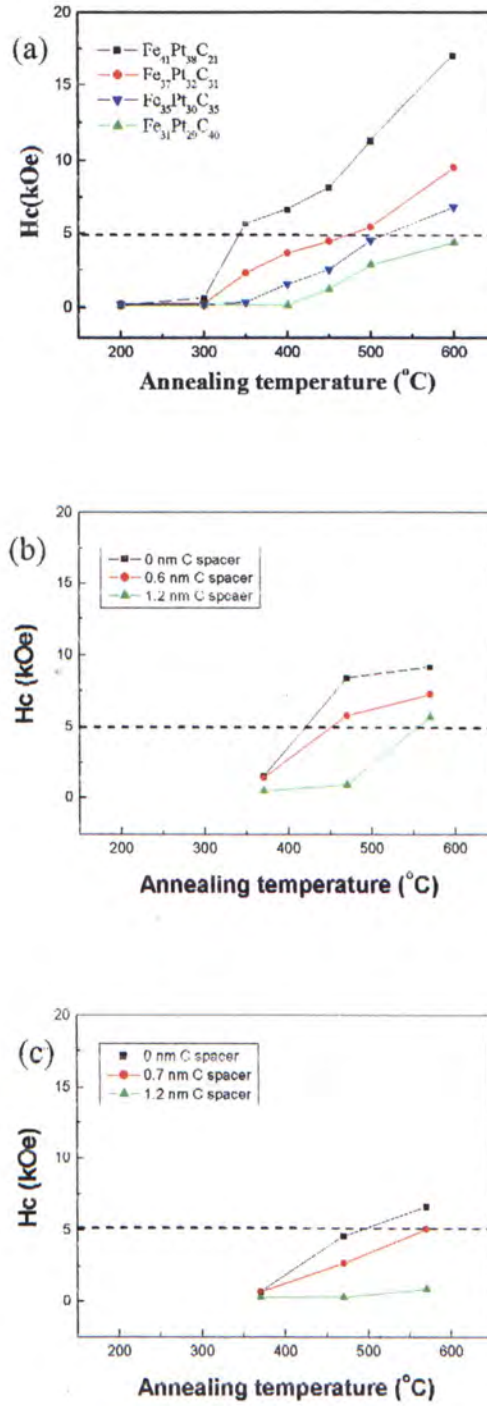 (a)
Fe₄₁Pt₃₈C₂₁
Fe₃₇Pt₃₂C₃₁
Fe₃₅Pt₃₀C₃₅
Fe₃₁Pt₂₉C₄₀
Hc(kOe)
20
15
10
5
0
200 300 400 500 600
Annealing temperature (°C)
(b)
0 nm C spacer
0.6 nm C spacer
1.2 nm C spcaer
Hc (kOe)
20
15
10
5
0
200 300 400 500 600
Annealing temperature (°C)
(c)
0 nm C spacer
0.7 nm C spacer
1.2 nm C spacer
Hc (kOe)
20
15
10
5
0
200 300 400 500 600
Annealing temperature (°C)